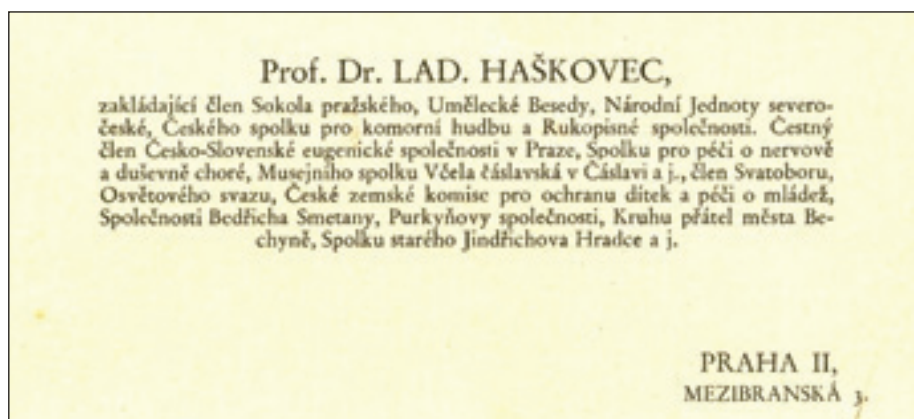 Prof. Dr. LAD. HAŠKOVEC,
zakládající člen Sokola pražského, Umělecké Besedy, Národní Jednoty severo-
české, Českého spolku pro komorní hudbu a Rukopisné společnosti. Čestný
člen Česko-Slovenské eugenické společnosti v Praze, Spolku pro péči o nervově
a duševně choré, Musejního spolku Včela čáslavská v Čáslavi a j., člen Svatoboru,
Osvětového svazu, České zemské komise pro ochranu dítek a péči o mládež,
Společnosti Bedřicha Smetany, Purkyňovy společnosti, Kruhu přátel města Be-
chyně, Spolku starého Jindřichova Hradce a j.
PRAHA II,
MEZIBRANSKÁ 3.